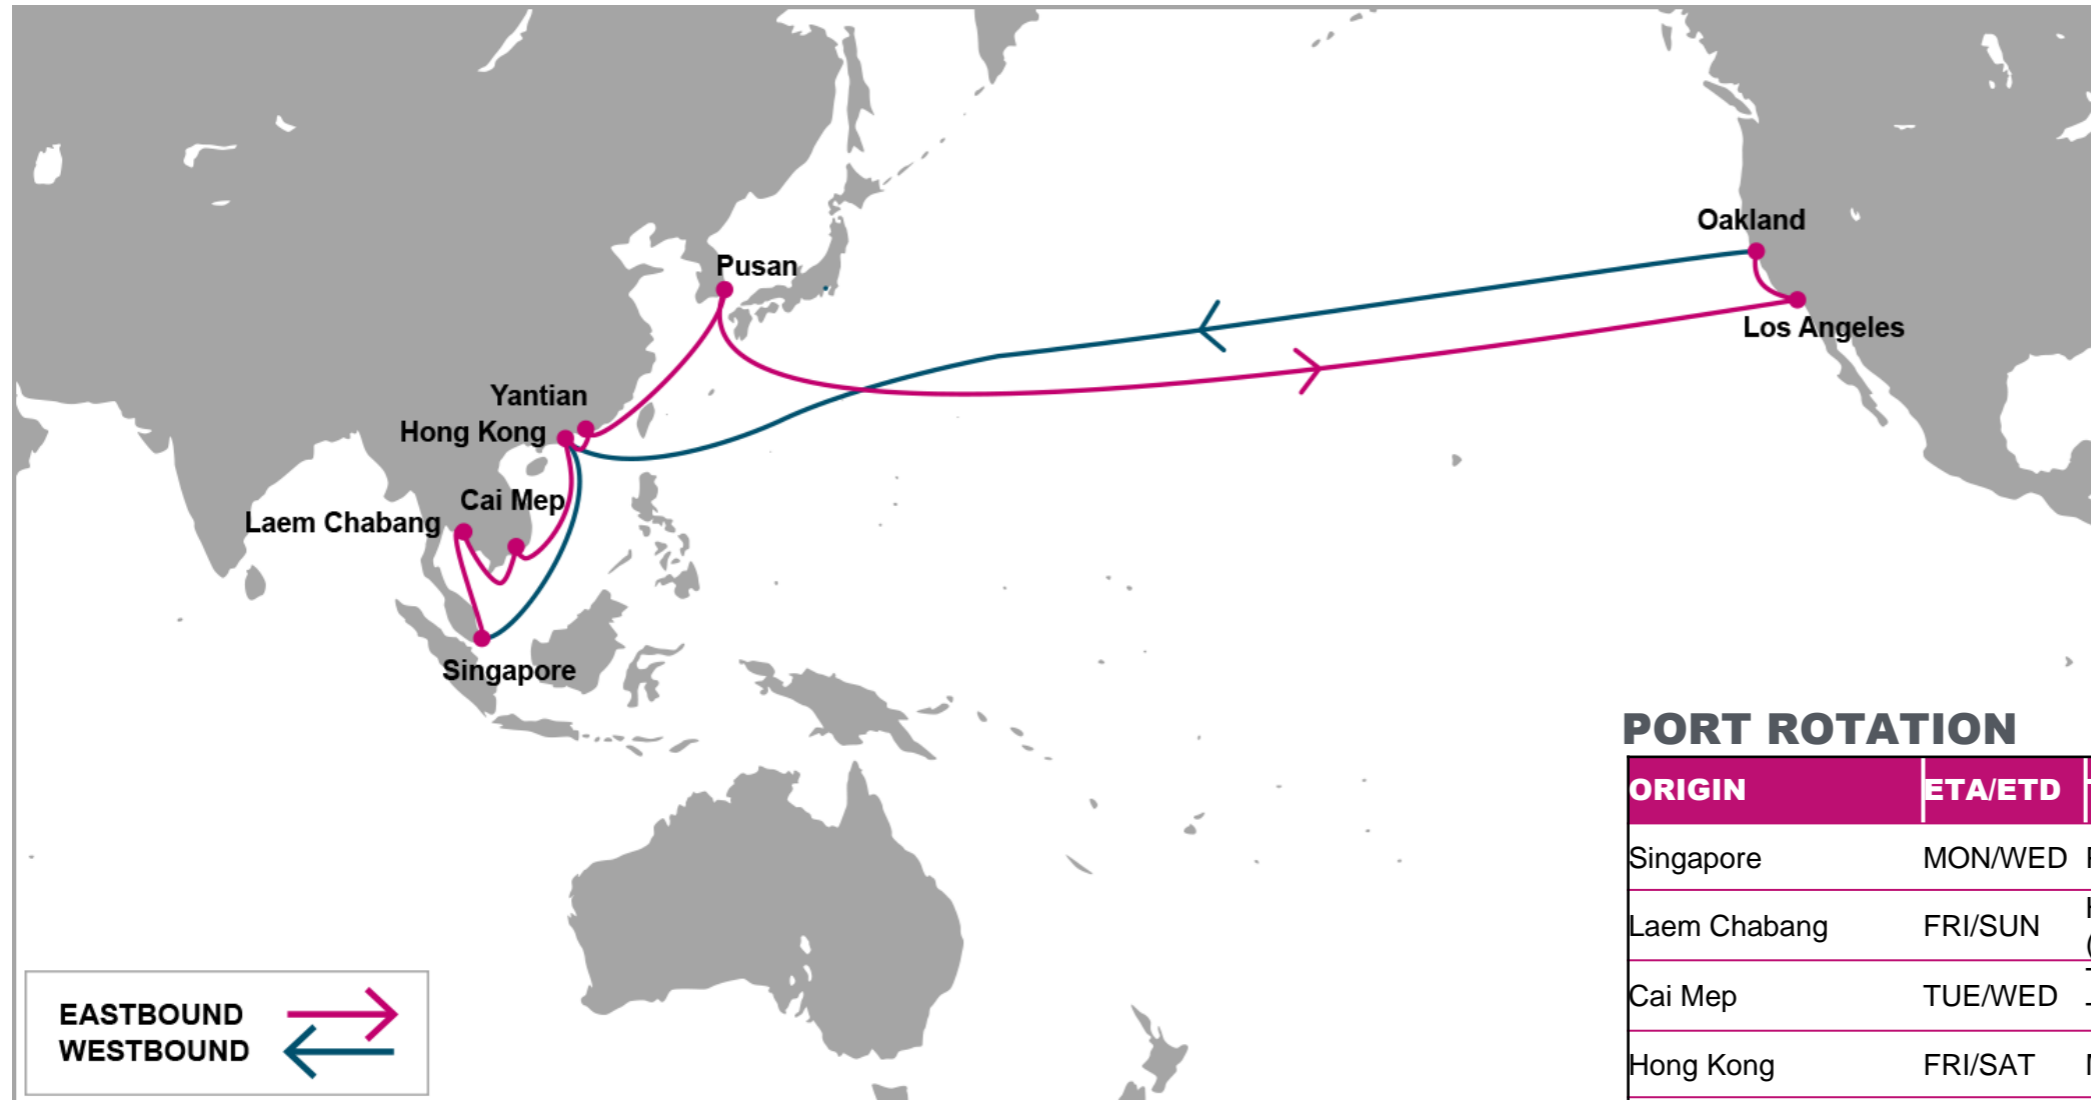 Oakland
Pusan
Los Angeles
Yantian
Hong Kong
Cai Mep
Laem Chabang
Singapore
PORT ROTATION
ORIGIN ETA/ETD
Singapore MON/WED
Laem Chabang FRI/SUN
Cai Mep TUE/WED
Hong Kong FRI/SAT
EASTBOUND
WESTBOUND